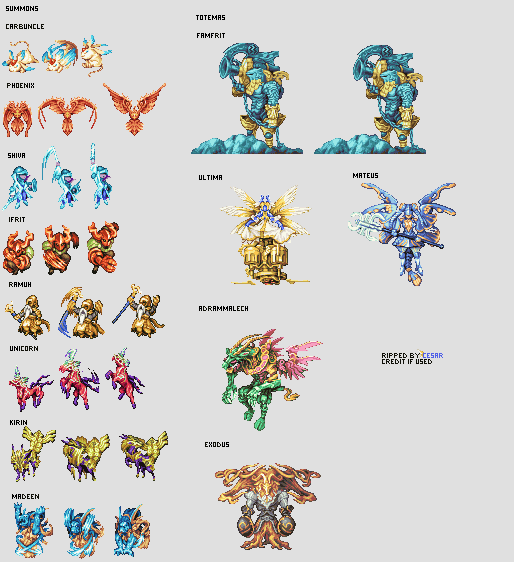 SUMMONS
CARBUNCLE
PHOENIX
SHIVA
IFRIT
RAMUH
UNICORN
KIRIN
MADEEN
TOTEMAS
FAMFRIT
ULTIMA
MATEUS
ADRAMMALECH
RIPPED BY CESAR
CREDIT IF USED
EXODUS